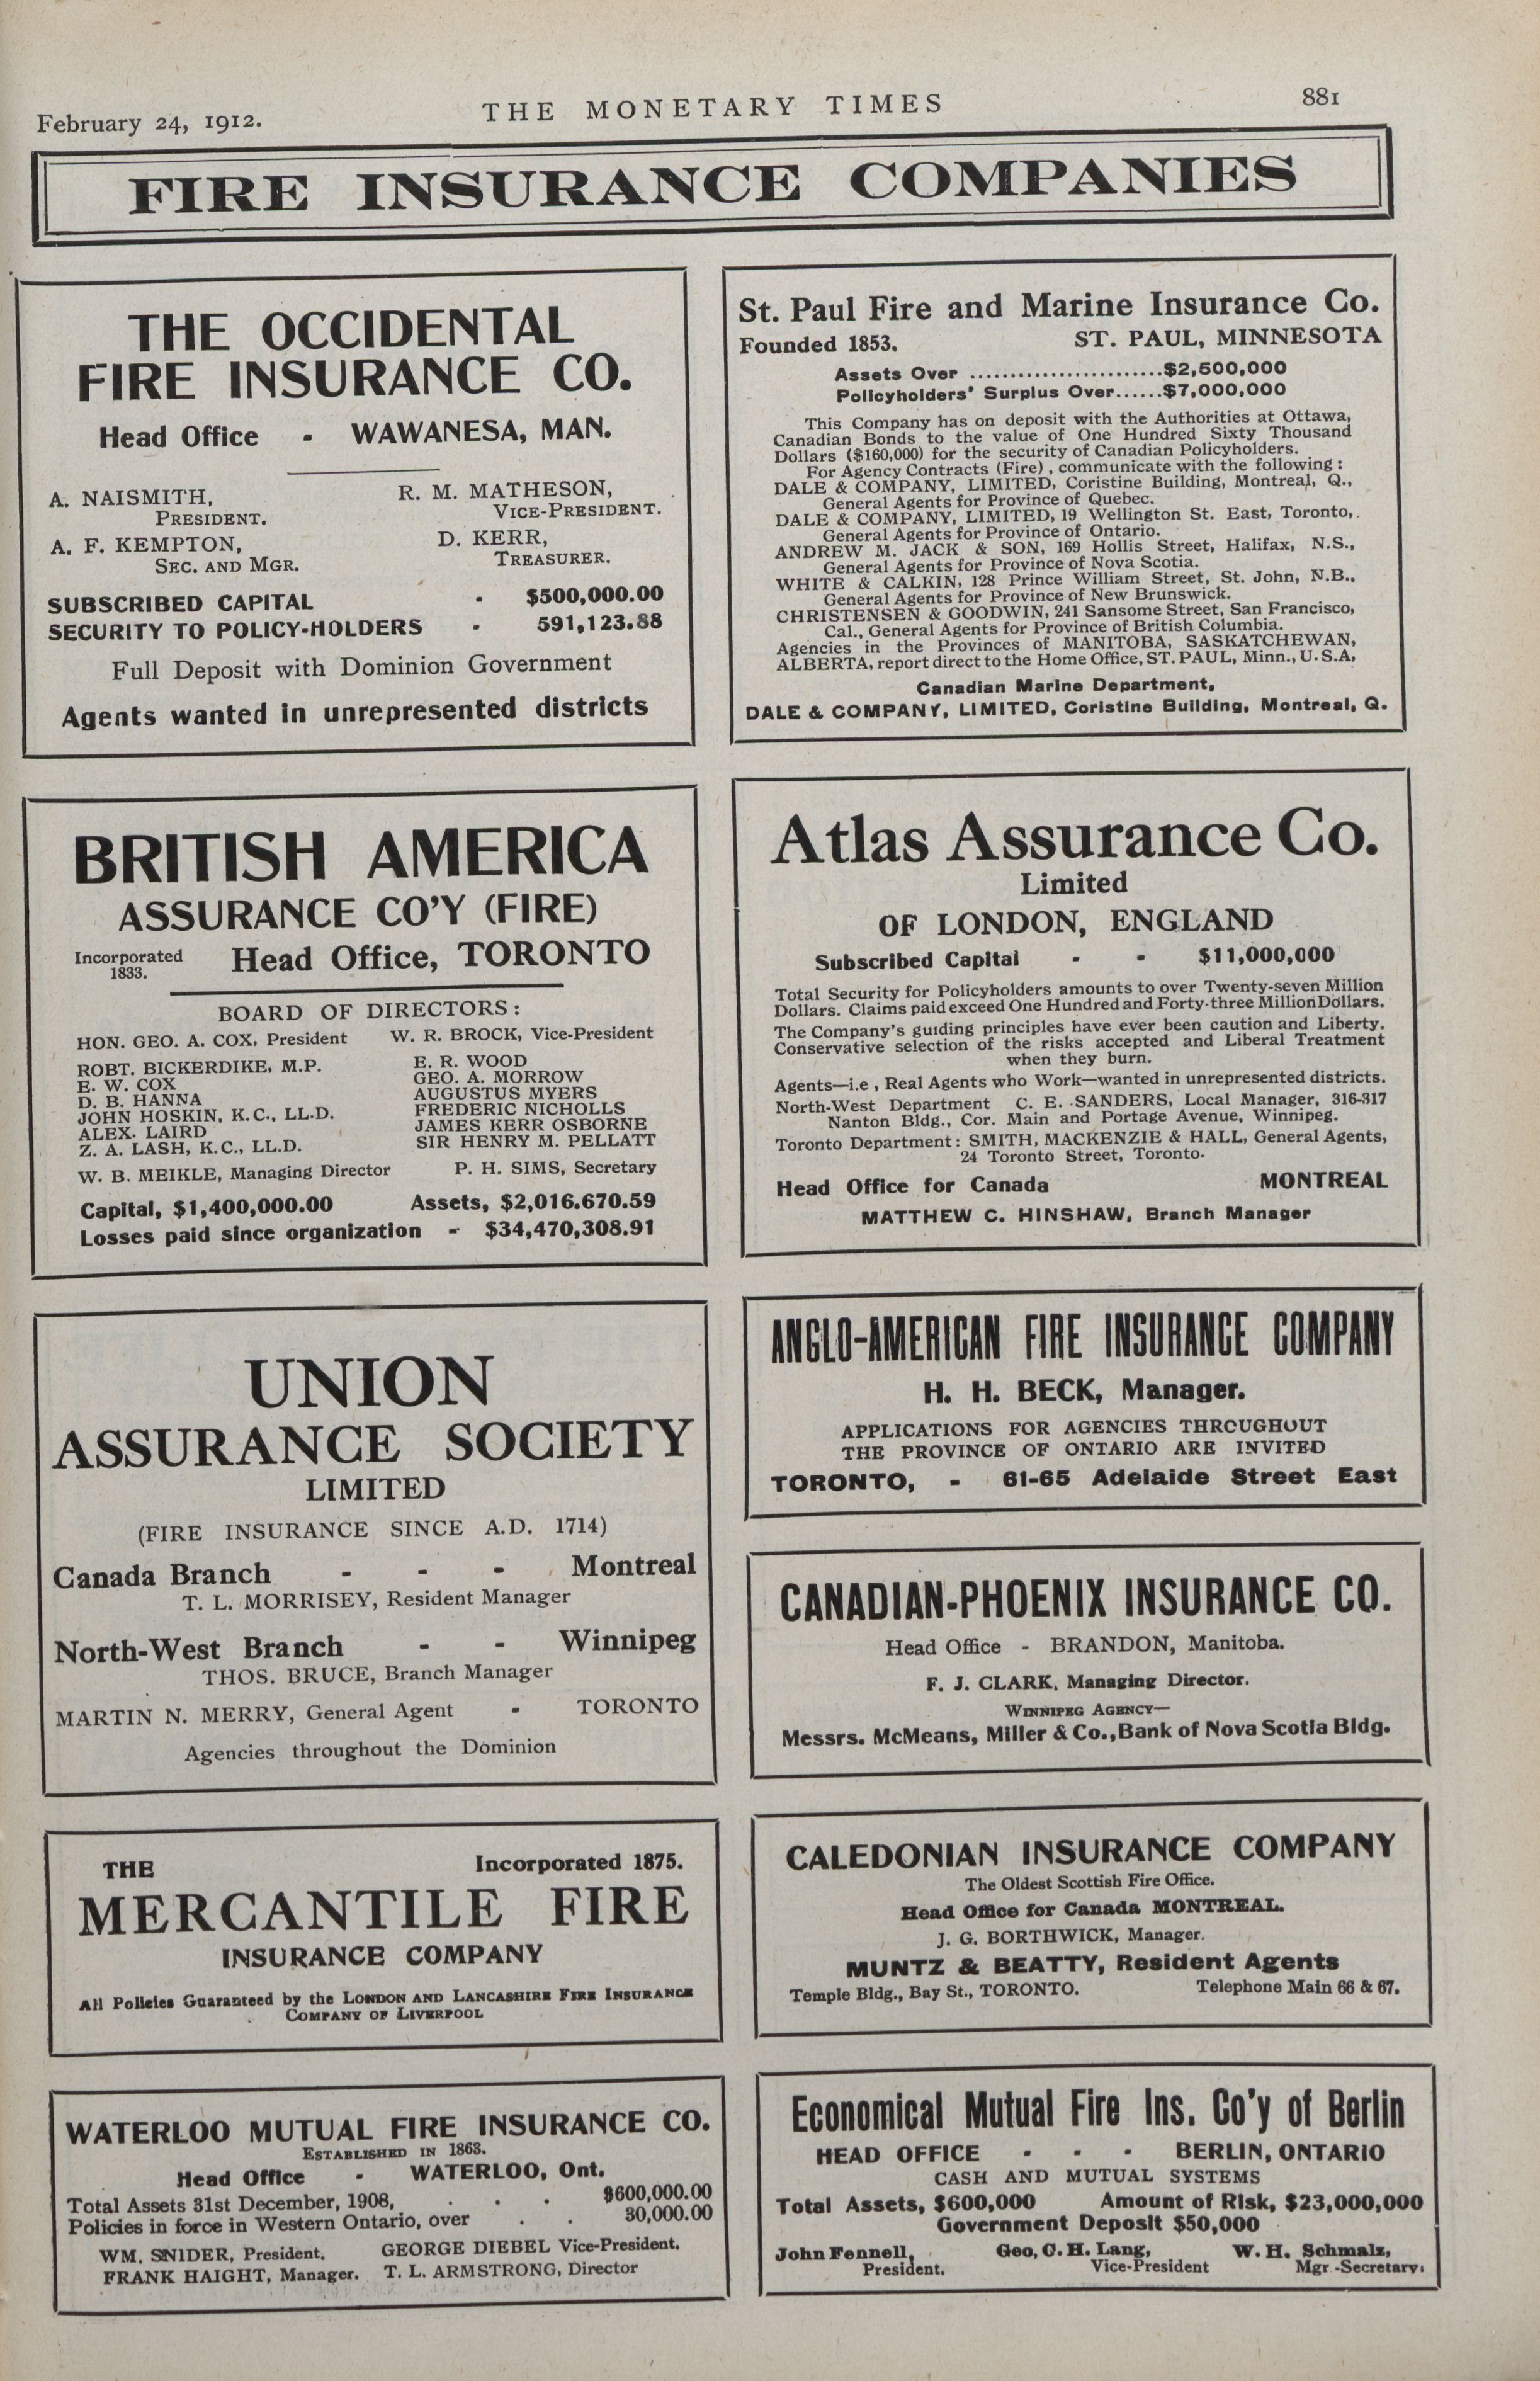 February 24, 1912.
THE MONETARY TIMES
881
FIRE INSURANCE COMPANIES
THE OCCIDENTAL
FIRE INSURANCE CO.
Head Office - WAWANESA, MAN.
A. NAISMITH, R. M. MATHESON,
PRESIDENT. VICE-PRESIDENT.
A. F. KEMPTON, D. KERR,
SEC. AND MGR. TREASURER.
SUBSCRIBED CAPITAL - $500,000.00
SECURITY TO POLICY-HOLDERS - 591,123.88
Full Deposit with Dominion Government
Agents wanted in unrepresented districts
St. Paul Fire and Marine Insurance Co.
Founded 1853. ST. PAUL, MINNESOTA
Assets Over ........................$2,500,000
Policyholders' Surplus Over......$7,000,000
This Company has on deposit with the Authorities at Ottawa,
Canadian Bonds to the value of One Hundred Sixty Thousand
Dollars ($160,000) for the security of Canadian Policyholders.
For Agency Contracts (Fire), communicate with the following:
DALE & COMPANY, LIMITED, Coristine Building, Montreal, Q.,
General Agents for Province of Quebec.
DALE & COMPANY, LIMITED, 19 Wellington St. East, Toronto,
General Agents for Province of Ontario.
ANDREW M. JACK & SON, 169 Hollis Street, Halifax, N.S.,
General Agents for Province of Nova Scotia.
WHITE & CALKIN, 128 Prince William Street, St. John, N.B.,
General Agents for Province of New Brunswick.
CHRISTENSEN & GOODWIN, 241 Sansome Street, San Francisco,
Cal., General Agents for Province of British Columbia.
Agencies in the Provinces of MANITOBA, SASKATCHEWAN,
ALBERTA, report direct to the Home Office, ST. PAUL, Minn., U.S.A,
Canadian Marine Department,
DALE & COMPANY, LIMITED, Coristine Building, Montreal, Q.
BRITISH AMERICA
ASSURANCE CO'Y (FIRE)
Incorporated 1833. Head Office, TORONTO
BOARD OF DIRECTORS:
HON. GEO. A. COX, President W. R. BROCK, Vice-President
ROBT. BICKERDIKE, M.P. E. R. WOOD
E. W. COX GEO. A. MORROW
D. B. HANNA AUGUSTUS MYERS
JOHN HOSKIN, K.C., LL.D. FREDERIC NICHOLLS
ALEX. LAIRD JAMES KERR OSBORNE
Z. A. LASH, K.C., LL.D. SIR HENRY M. PELLATT
W. B. MEIKLE, Managing Director P. H. SIMS, Secretary
Capital, $1,400,000.00 Assets, $2,016.670.59
Losses paid since organization - $34,470,308.91
Atlas Assurance Co.
Limited
OF LONDON, ENGLAND
Subscribed Capital - - $11,000,000
Total Security for Policyholders amounts to over Twenty-seven Million
Dollars. Claims paid exceed One Hundred and Forty-three Million Dollars.
The Company's guiding principles have ever been caution and Liberty.
Conservative selection of the risks accepted and Liberal Treatment
when they burn.
Agents—i.e, Real Agents who Work—wanted in unrepresented districts.
North-West Department C. E. SANDERS, Local Manager, 316-317
Nanton Bldg., Cor. Main and Portage Avenue, Winnipeg.
Toronto Department: SMITH, MACKENZIE & HALL, General Agents,
24 Toronto Street, Toronto.
Head Office for Canada MONTREAL
MATTHEW C. HINSHAW, Branch Manager
UNION
ASSURANCE SOCIETY
LIMITED
(FIRE INSURANCE SINCE A.D. 1714)
Canada Branch - - - Montreal
T. L. MORRISEY, Resident Manager
North-West Branch - - Winnipeg
THOS. BRUCE, Branch Manager
MARTIN N. MERRY, General Agent - TORONTO
Agencies throughout the Dominion
ANGLO-AMERICAN FIRE INSURANCE COMPANY
H. H. BECK, Manager.
APPLICATIONS FOR AGENCIES THRCUGHOUT
THE PROVINCE OF ONTARIO ARE INVITED
TORONTO, - 61-65 Adelaide Street East
CANADIAN-PHOENIX INSURANCE CO.
Head Office - BRANDON, Manitoba.
F. J. CLARK, Managing Director.
WINNIPEG AGENCY—
Messrs. McMeans, Miller & Co., Bank of Nova Scotia Bldg.
THE Incorporated 1875.
MERCANTILE FIRE
INSURANCE COMPANY
All Policies Guaranteed by the LONDON AND LANCASHIRE FIRE INSURANCE
COMPANY OF LIVERPOOL
CALEDONIAN INSURANCE COMPANY
The Oldest Scottish Fire Office.
Head Office for Canada MONTREAL.
J. G. BORTHWICK, Manager.
MUNTZ & BEATTY, Resident Agents
Temple Bldg., Bay St., TORONTO. Telephone Main 66 & 67.
WATERLOO MUTUAL FIRE INSURANCE CO.
ESTABLISHED IN 1863.
Head Office - WATERLOO, Ont.
Total Assets 31st December, 1908, . . . $600,000.00
Policies in force in Western Ontario, over . . 30,000.00
WM. SNIDER, President. GEORGE DIEBEL Vice-President.
FRANK HAIGHT, Manager. T. L. ARMSTRONG, Director
Economical Mutual Fire Ins. Co'y of Berlin
HEAD OFFICE - - - BERLIN, ONTARIO
CASH AND MUTUAL SYSTEMS
Total Assets, $600,000 Amount of Risk, $23,000,000
Government Deposit $50,000
John Fennell, Geo, C. H. Lang, W. H. Schmalz,
President. Vice-President Mgr-Secretary.